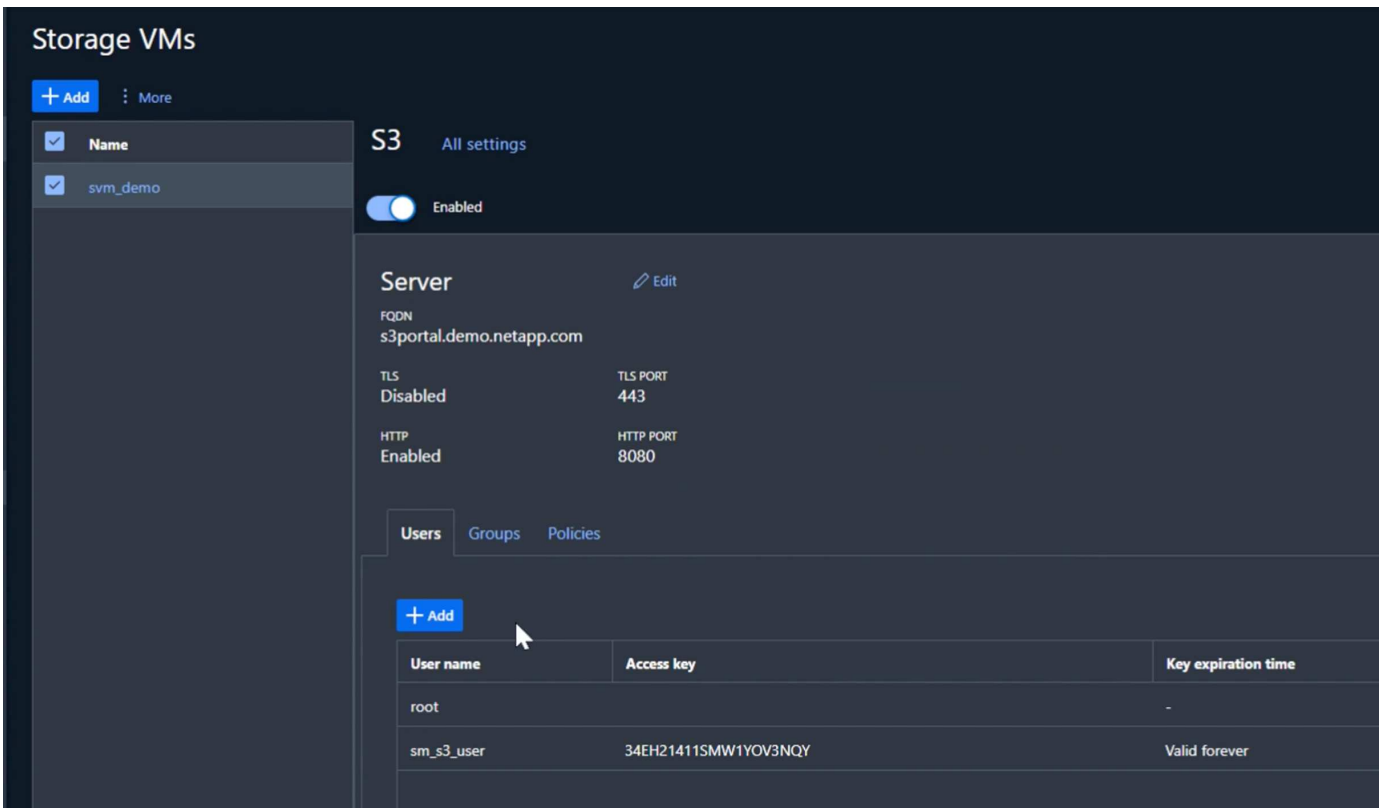 Storage VMs
Add More
Name
svm_demo
S3 All settings
Enabled
Server Edit
FQDN
s3portal.demo.netapp.com
TLS TLS PORT
Disabled 443
HTTP HTTP PORT
Enabled 8080
Users Groups Policies
Add
User name Access key Key expiration time
root -
sm_s3_user 34EH21411SMW1YOV3NQY Valid forever